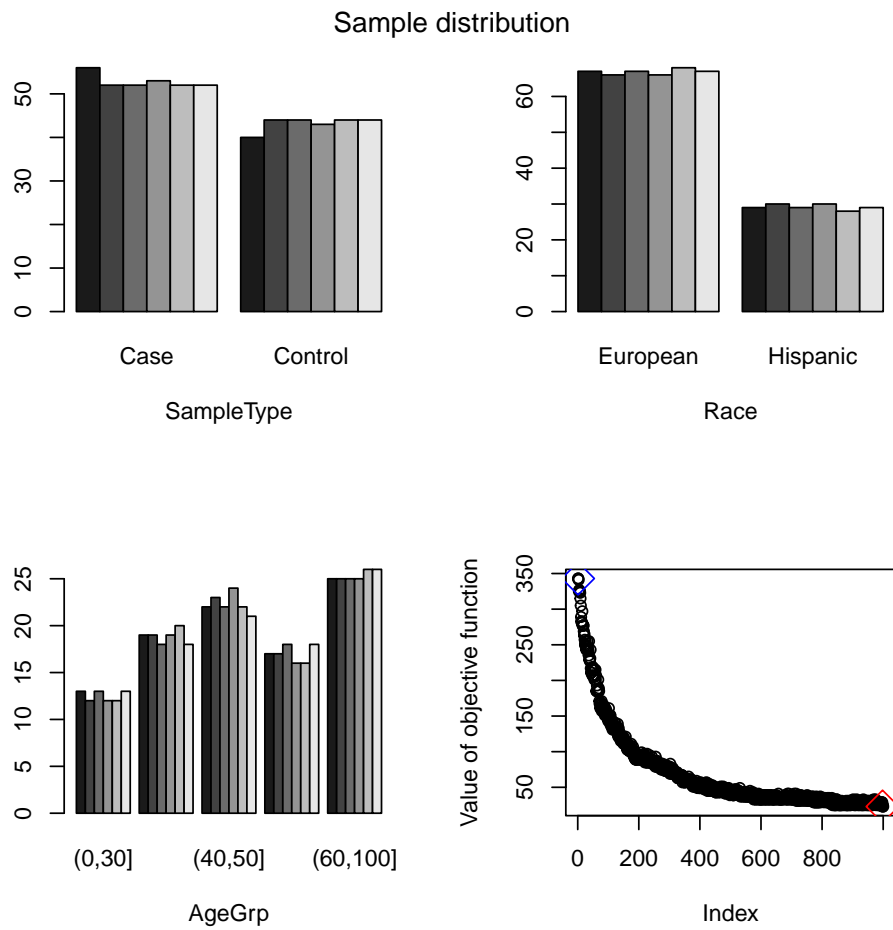 Sample distribution
50
30
10
0
Case Control
SampleType
60
40
20
0
European Hispanic
Race
25
20
15
10
5
0
(0,30] (40,50] (60,100]
AgeGrp
Value of objective function
350
250
150
50
0 200 400 600 800
Index